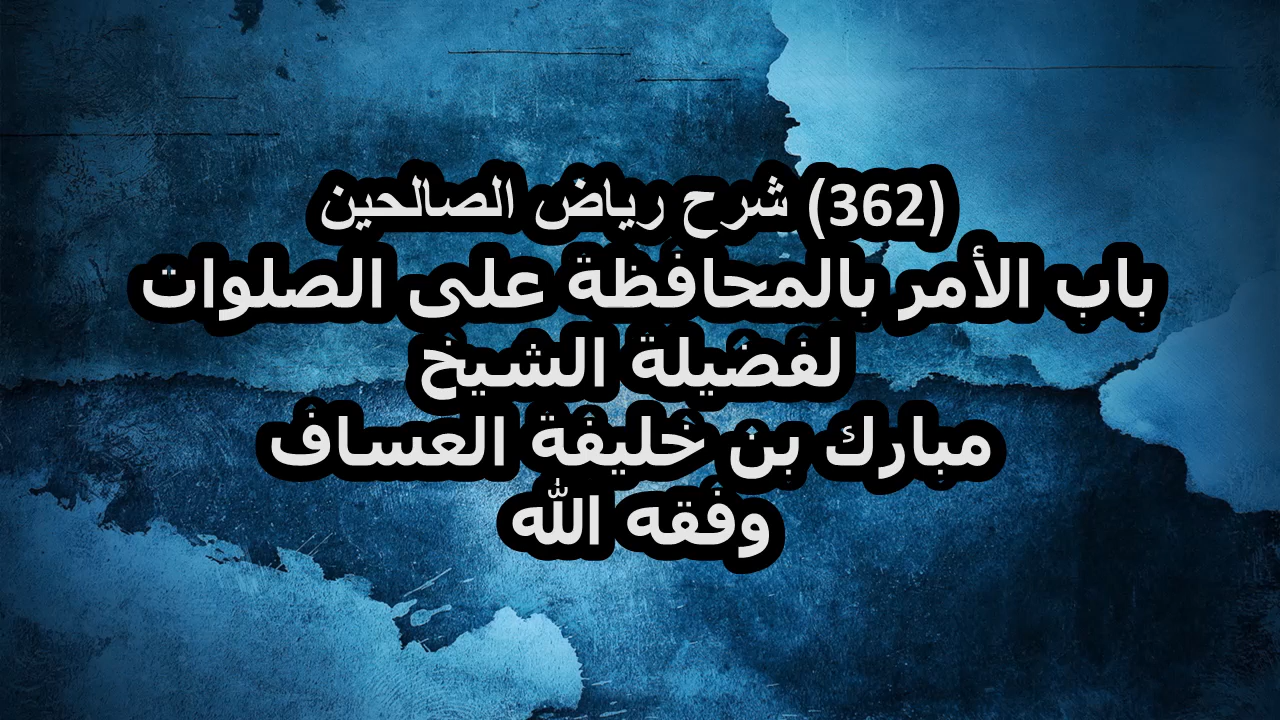 (362) شرح رياض الصالحين
باب الأمر بالمحافظة على الصلوات
لفضيلة الشيخ
مبارك بن خليفة العساف
وفقه الله